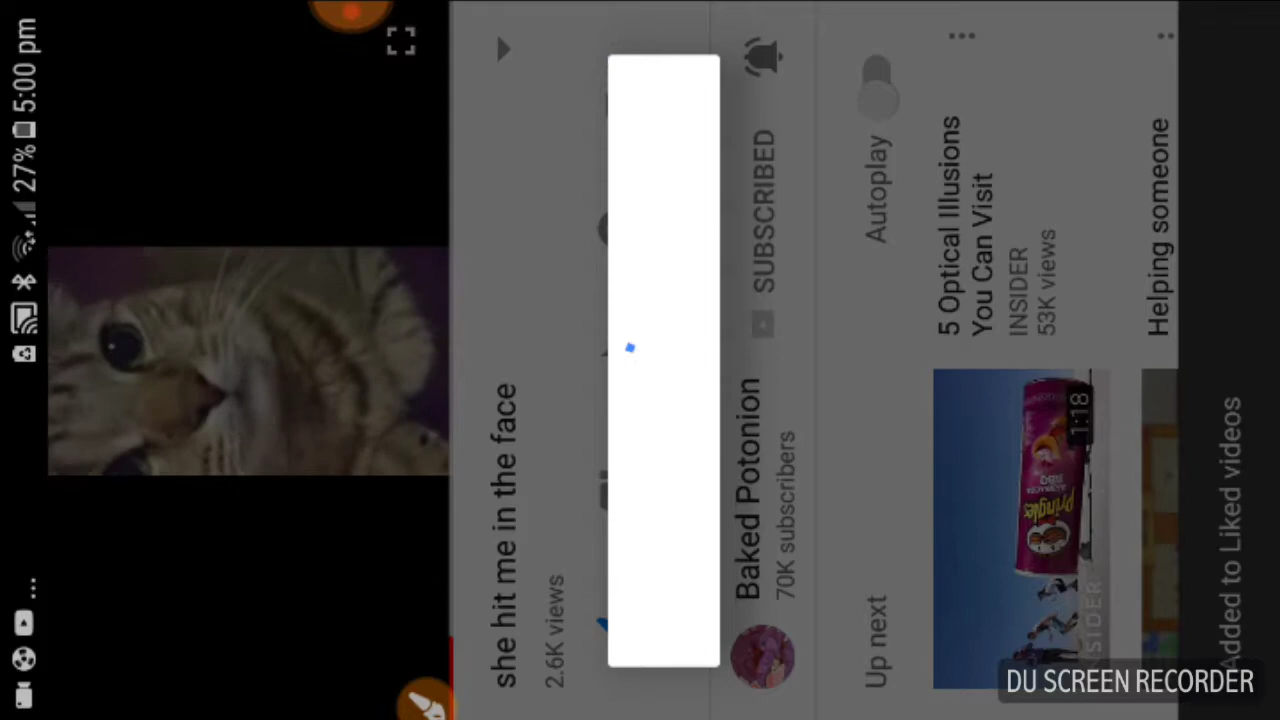 27% 5:00 pm
she hit me in the face
2.6K views
Baked Potonion
70K subscribers
SUBSCRIBED
Up next
Autoplay
5 Optical Illusions
You Can Visit
INSIDER
53K views
Pringles
BBQ
1:18
Helping someone
Added to Liked videos
DU SCREEN RECORDER